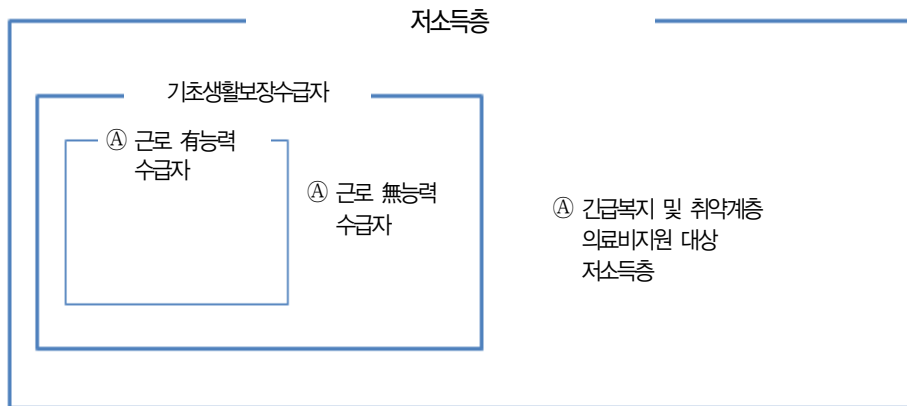 저소득층
기초생활보장수급자
Ⓐ 근로 有능력
수급자
Ⓐ 근로 無능력
수급자
Ⓐ 긴급복지 및 취약계층
의료비지원 대상
저소득층